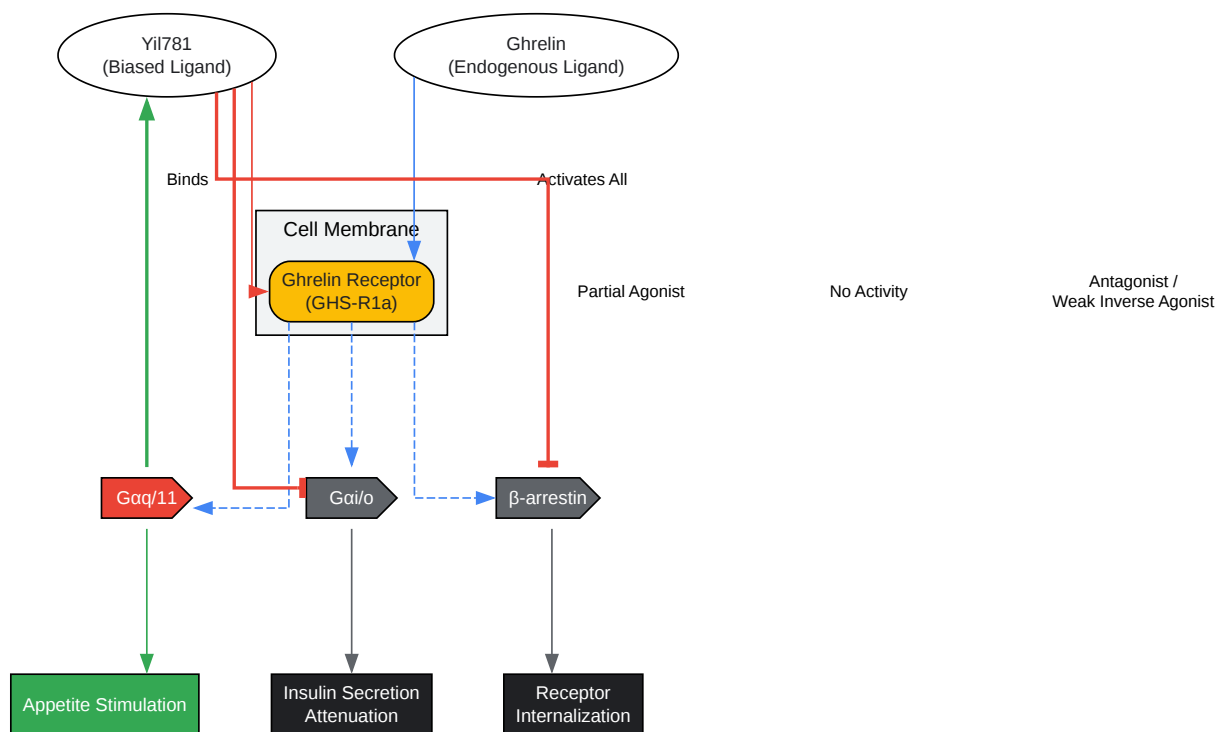 Yil781
(Biased Ligand)
Ghrelin
(Endogenous Ligand)
Binds
Activates All
Cell Membrane
Ghrelin Receptor
(GHS-R1a)
Partial Agonist
No Activity
Antagonist /
Weak Inverse Agonist
Gαq/11
Gαi/o
β-arrestin
Appetite Stimulation
Insulin Secretion
Attenuation
Receptor
Internalization